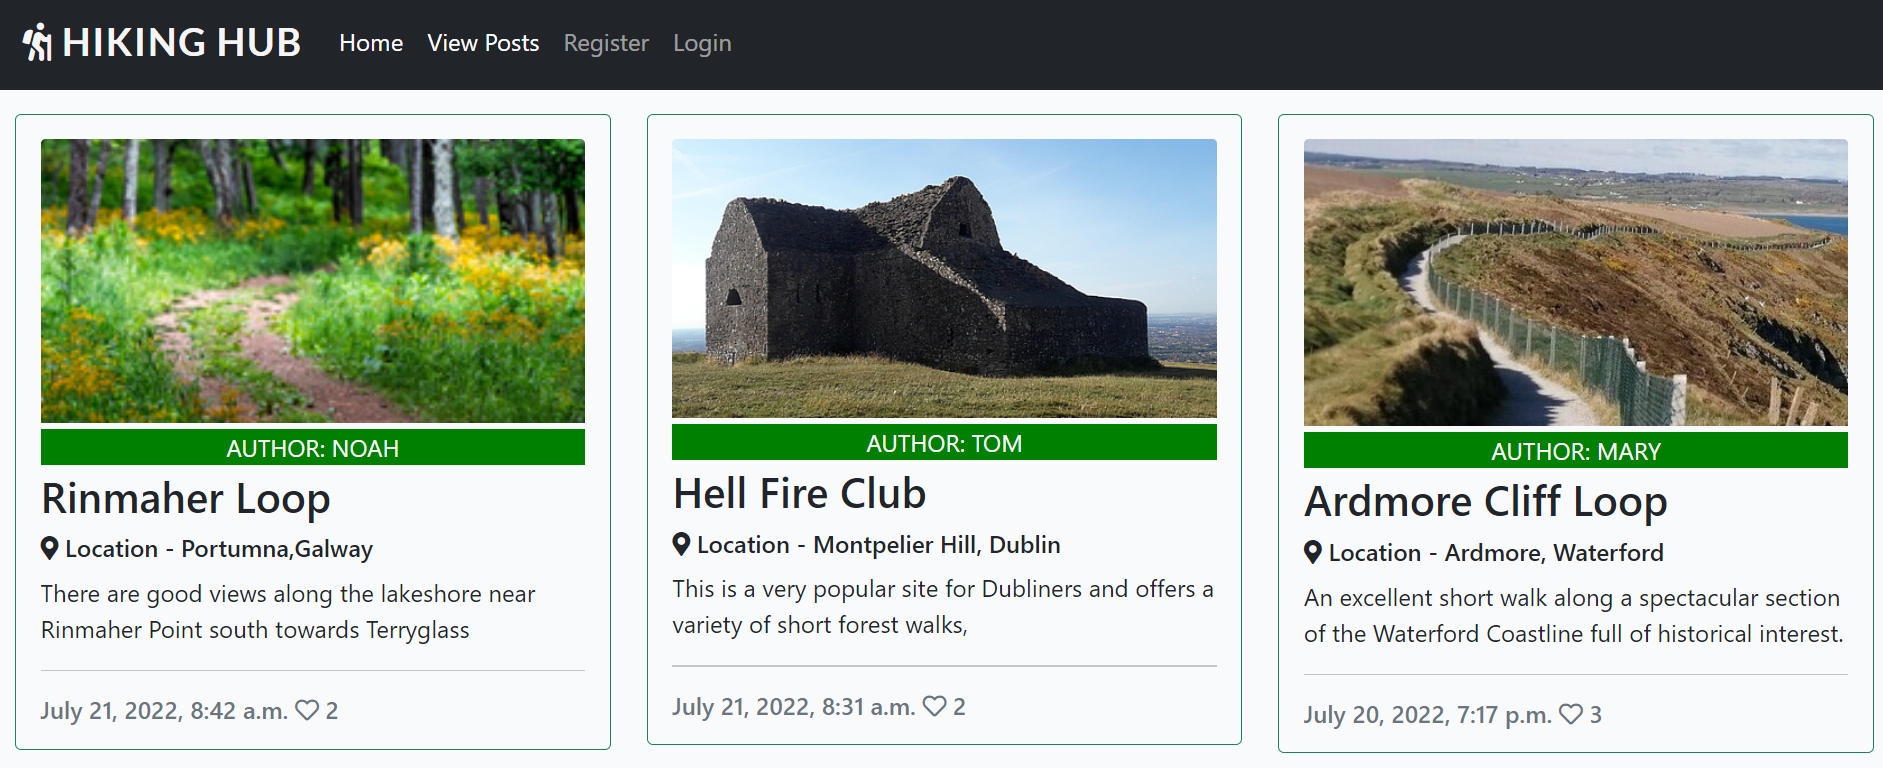 HIKING HUB Home View Posts Register Login
AUTHOR: NOAH
Rinmaher Loop
Location - Portumna,Galway
There are good views along the lakeshore near
Rinmaher Point south towards Terryglass
July 21, 2022, 8:42 a.m. 2
AUTHOR: TOM
Hell Fire Club
Location - Montpelier Hill, Dublin
This is a very popular site for Dubliners and offers a
variety of short forest walks,
July 21, 2022, 8:31 a.m. 2
AUTHOR: MARY
Ardmore Cliff Loop
Location - Ardmore, Waterford
An excellent short walk along a spectacular section
of the Waterford Coastline full of historical interest.
July 20, 2022, 7:17 p.m. 3